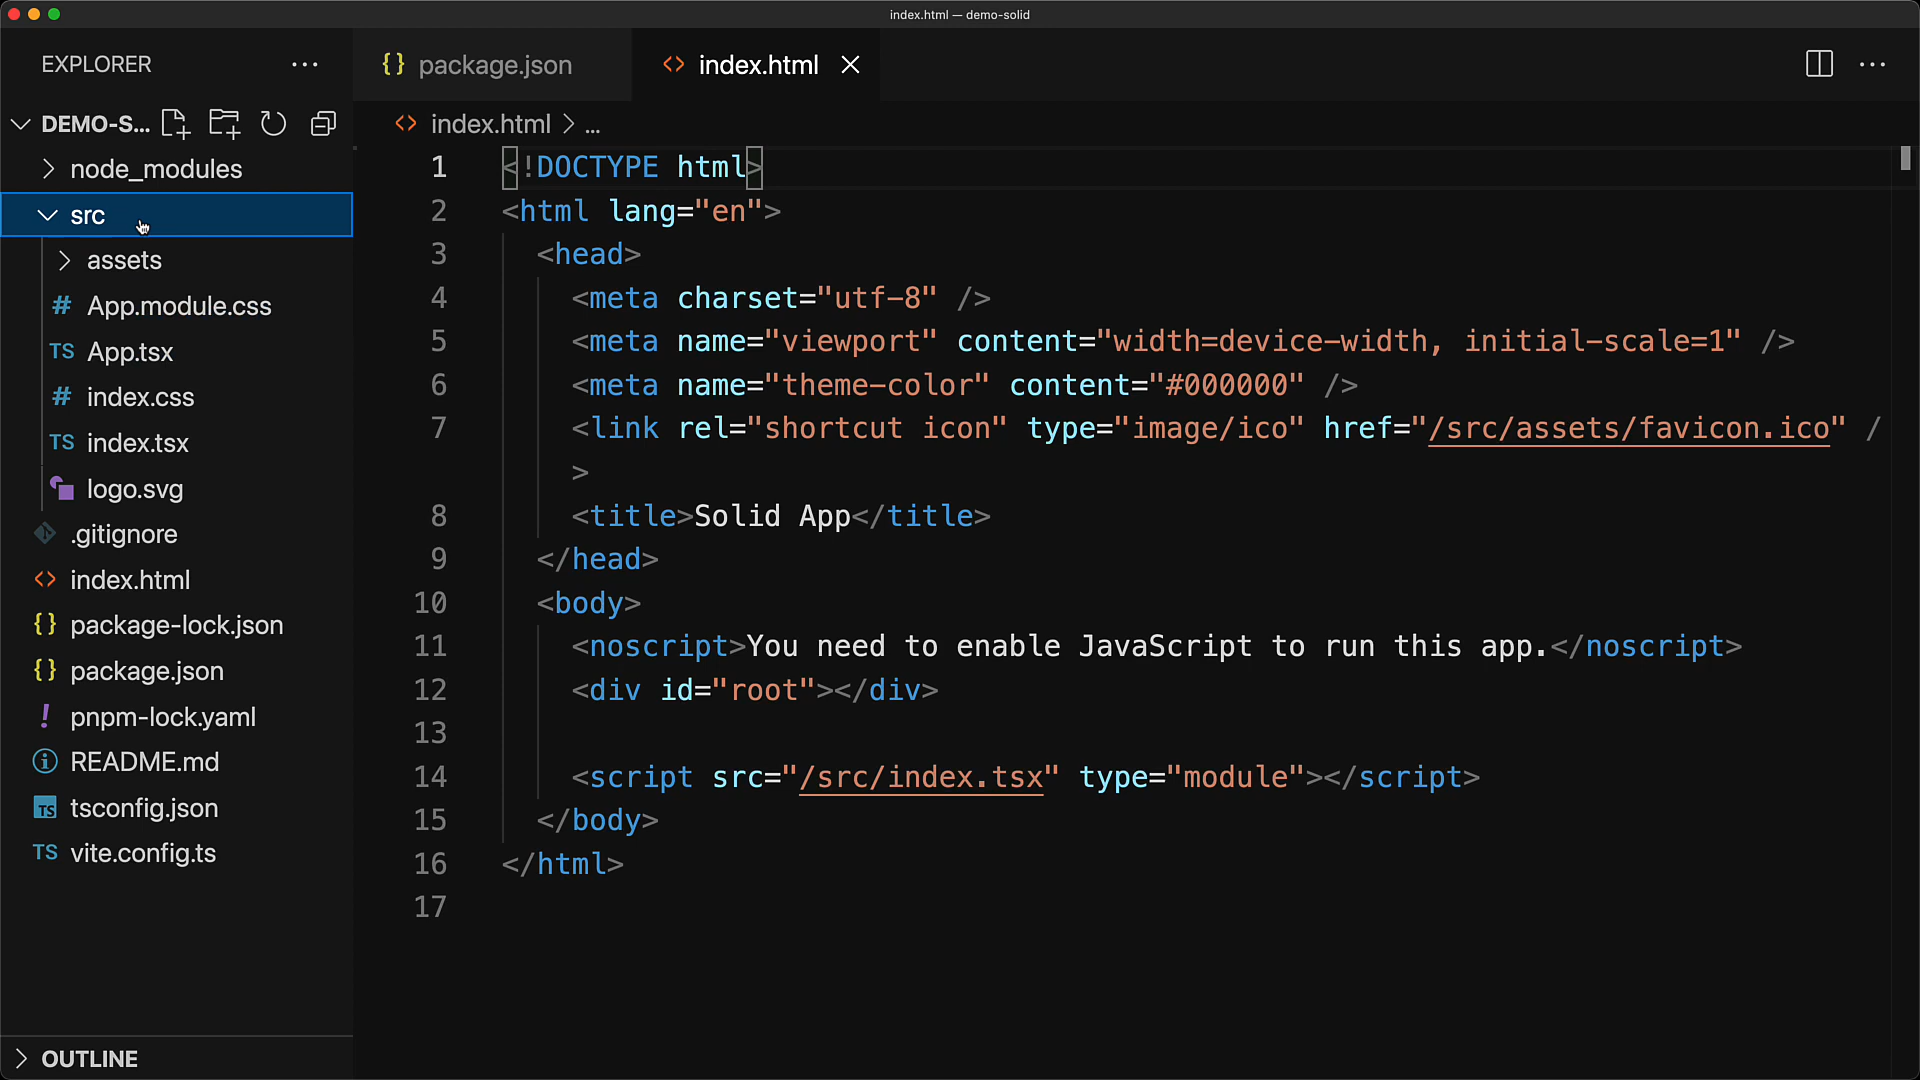 index.html — demo-solid
EXPLORER
package.json
index.html
DEMO-S...
index.html > ...
node_modules
src
assets
App.module.css
App.tsx
index.css
index.tsx
logo.svg
.gitignore
index.html
package-lock.json
package.json
pnpm-lock.yaml
README.md
tsconfig.json
vite.config.ts
OUTLINE
1 <!DOCTYPE html>
2 <html lang="en">
3 <head>
4 <meta charset="utf-8" />
5 <meta name="viewport" content="width=device-width, initial-scale=1" />
6 <meta name="theme-color" content="#000000" />
7 <link rel="shortcut icon" type="image/ico" href="/src/assets/favicon.ico" /
>
8 <title>Solid App</title>
9 </head>
10 <body>
11 <noscript>You need to enable JavaScript to run this app.</noscript>
12 <div id="root"></div>
13
14 <script src="/src/index.tsx" type="module"></script>
15 </body>
16 </html>
17